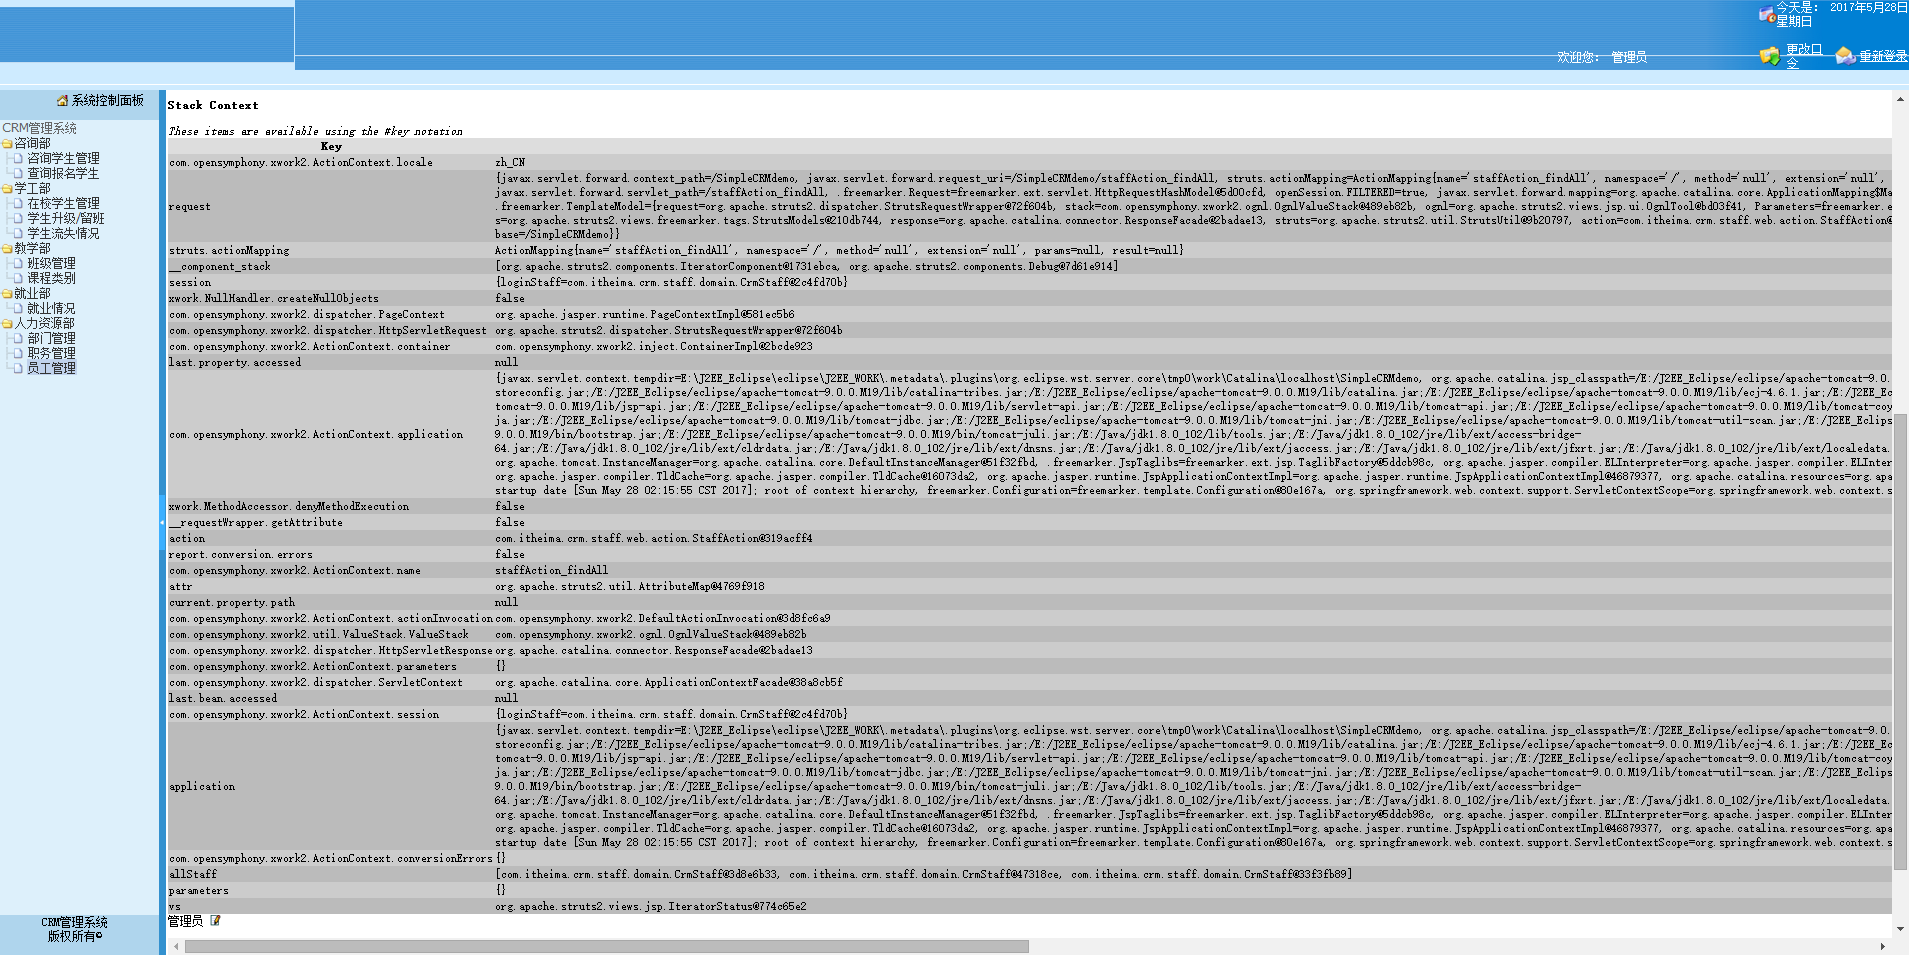 今天是： 2017年5月28日
星期日
欢迎您： 管理员
更改口令
重新登录
系统控制面板
CRM管理系统
咨询部
咨询学生管理
查询报名学生
学工部
在校学生管理
学生升级/留班
学生流失情况
教学部
班级管理
课程类别
就业部
就业情况
人力资源部
部门管理
职务管理
员工管理
CRM管理系统
版权所有©
Stack Context
These items are available using the #key notation
Key
com.opensymphony.xwork2.ActionContext.locale zh_CN
{javax.servlet.forward.context_path=/SimpleCRMdemo, javax.servlet.forward.request_uri=/SimpleCRMdemo/staffAction_findAll, struts.actionMapping=ActionMapping{name='staffAction_findAll', namespace='/', method='null', extension='null',
javax.servlet.forward.servlet_path=/staffAction_findAll, .freemarker.Request=freemarker.ext.servlet.HttpRequestHashModel@5d00cfd, openSession.FILTERED=true, javax.servlet.forward.mapping=org.apache.catalina.core.ApplicationMapping$Ma
request .freemarker.TemplateModel={request=org.apache.struts2.dispatcher.StrutsRequestWrapper@72f604b, stack=com.opensymphony.xwork2.ognl.OgnlValueStack@489eb82b, ognl=org.apache.struts2.views.jsp.ui.OgnlTool@bd03f41, Parameters=freemarker.e
s=org.apache.struts2.views.freemarker.tags.StrutsModels@210db744, response=org.apache.catalina.connector.ResponseFacade@2badae13, struts=org.apache.struts2.util.StrutsUtil@9b20797, action=com.itheima.crm.staff.web.action.StaffAction@
base=/SimpleCRMdemo}}
struts.actionMapping ActionMapping{name='staffAction_findAll', namespace='/', method='null', extension='null', params=null, result=null}
__component_stack [org.apache.struts2.components.IteratorComponent@1731ebca, org.apache.struts2.components.Debug@7d61e914]
session {loginStaff=com.itheima.crm.staff.domain.CrmStaff@2c4fd70b}
xwork.NullHandler.createNullObjects false
com.opensymphony.xwork2.dispatcher.PageContext org.apache.jasper.runtime.PageContextImpl@581ec5b6
com.opensymphony.xwork2.dispatcher.HttpServletRequest org.apache.struts2.dispatcher.StrutsRequestWrapper@72f604b
com.opensymphony.xwork2.ActionContext.container com.opensymphony.xwork2.inject.ContainerImpl@2bcde923
last.property.accessed null
{javax.servlet.context.tempdir=E:\J2EE_Eclipse\eclipse\J2EE_WORK\.metadata\.plugins\org.eclipse.wst.server.core\tmp0\work\Catalina\localhost\SimpleCRMdemo, org.apache.catalina.jsp_classpath=/E:/J2EE_Eclipse/eclipse/apache-tomcat-9.0.
storeconfig.jar;/E:/J2EE_Eclipse/eclipse/apache-tomcat-9.0.0.M19/lib/catalina-tribes.jar;/E:/J2EE_Eclipse/eclipse/apache-tomcat-9.0.0.M19/lib/catalina.jar;/E:/J2EE_Eclipse/eclipse/apache-tomcat-9.0.0.M19/lib/ecj-4.6.1.jar;/E:/J2EE_Ec
tomcat-9.0.0.M19/lib/jsp-api.jar;/E:/J2EE_Eclipse/eclipse/apache-tomcat-9.0.0.M19/lib/servlet-api.jar;/E:/J2EE_Eclipse/eclipse/apache-tomcat-9.0.0.M19/lib/tomcat-api.jar;/E:/J2EE_Eclipse/eclipse/apache-tomcat-9.0.0.M19/lib/tomcat-coy
ja.jar;/E:/J2EE_Eclipse/eclipse/apache-tomcat-9.0.0.M19/lib/tomcat-jdbc.jar;/E:/J2EE_Eclipse/eclipse/apache-tomcat-9.0.0.M19/lib/tomcat-jni.jar;/E:/J2EE_Eclipse/eclipse/apache-tomcat-9.0.0.M19/lib/tomcat-util-scan.jar;/E:/J2EE_Eclips
com.opensymphony.xwork2.ActionContext.application 9.0.0.M19/bin/bootstrap.jar;/E:/J2EE_Eclipse/eclipse/apache-tomcat-9.0.0.M19/bin/tomcat-juli.jar;/E:/Java/jdk1.8.0_102/lib/tools.jar;/E:/Java/jdk1.8.0_102/jre/lib/ext/access-bridge-
64.jar;/E:/Java/jdk1.8.0_102/jre/lib/ext/cldrdata.jar;/E:/Java/jdk1.8.0_102/jre/lib/ext/dnsns.jar;/E:/Java/jdk1.8.0_102/jre/lib/ext/jaccess.jar;/E:/Java/jdk1.8.0_102/jre/lib/ext/jfxrt.jar;/E:/Java/jdk1.8.0_102/jre/lib/ext/localedata.
org.apache.tomcat.InstanceManager=org.apache.catalina.core.DefaultInstanceManager@51f32fbd, .freemarker.JspTaglibs=freemarker.ext.jsp.TaglibFactory@5ddcb98c, org.apache.jasper.compiler.ELInterpreter=org.apache.jasper.compiler.ELInter
org.apache.jasper.compiler.TldCache=org.apache.jasper.compiler.TldCache@16073da2, org.apache.jasper.runtime.JspApplicationContextImpl=org.apache.jasper.runtime.JspApplicationContextImpl@46879377, org.apache.catalina.resources=org.apa
startup date [Sun May 28 02:15:55 CST 2017]; root of context hierarchy, freemarker.Configuration=freemarker.template.Configuration@80e167a, org.springframework.web.context.support.ServletContextScope=org.springframework.web.context.s
xwork.MethodAccessor.denyMethodExecution false
__requestWrapper.getAttribute false
action com.itheima.crm.staff.web.action.StaffAction@319acff4
report.conversion.errors false
com.opensymphony.xwork2.ActionContext.name staffAction_findAll
attr org.apache.struts2.util.AttributeMap@4769f918
current.property.path null
com.opensymphony.xwork2.ActionContext.actionInvocation com.opensymphony.xwork2.DefaultActionInvocation@3d8fc6a9
com.opensymphony.xwork2.util.ValueStack.ValueStack com.opensymphony.xwork2.ognl.OgnlValueStack@489eb82b
com.opensymphony.xwork2.dispatcher.HttpServletResponse org.apache.catalina.connector.ResponseFacade@2badae13
com.opensymphony.xwork2.ActionContext.parameters {}
com.opensymphony.xwork2.dispatcher.ServletContext org.apache.catalina.core.ApplicationContextFacade@38a8cb5f
last.bean.accessed null
com.opensymphony.xwork2.ActionContext.session {loginStaff=com.itheima.crm.staff.domain.CrmStaff@2c4fd70b}
{javax.servlet.context.tempdir=E:\J2EE_Eclipse\eclipse\J2EE_WORK\.metadata\.plugins\org.eclipse.wst.server.core\tmp0\work\Catalina\localhost\SimpleCRMdemo, org.apache.catalina.jsp_classpath=/E:/J2EE_Eclipse/eclipse/apache-tomcat-9.0.
storeconfig.jar;/E:/J2EE_Eclipse/eclipse/apache-tomcat-9.0.0.M19/lib/catalina-tribes.jar;/E:/J2EE_Eclipse/eclipse/apache-tomcat-9.0.0.M19/lib/catalina.jar;/E:/J2EE_Eclipse/eclipse/apache-tomcat-9.0.0.M19/lib/ecj-4.6.1.jar;/E:/J2EE_Ec
tomcat-9.0.0.M19/lib/jsp-api.jar;/E:/J2EE_Eclipse/eclipse/apache-tomcat-9.0.0.M19/lib/servlet-api.jar;/E:/J2EE_Eclipse/eclipse/apache-tomcat-9.0.0.M19/lib/tomcat-api.jar;/E:/J2EE_Eclipse/eclipse/apache-tomcat-9.0.0.M19/lib/tomcat-coy
ja.jar;/E:/J2EE_Eclipse/eclipse/apache-tomcat-9.0.0.M19/lib/tomcat-jdbc.jar;/E:/J2EE_Eclipse/eclipse/apache-tomcat-9.0.0.M19/lib/tomcat-jni.jar;/E:/J2EE_Eclipse/eclipse/apache-tomcat-9.0.0.M19/lib/tomcat-util-scan.jar;/E:/J2EE_Eclips
application 9.0.0.M19/bin/bootstrap.jar;/E:/J2EE_Eclipse/eclipse/apache-tomcat-9.0.0.M19/bin/tomcat-juli.jar;/E:/Java/jdk1.8.0_102/lib/tools.jar;/E:/Java/jdk1.8.0_102/jre/lib/ext/access-bridge-
64.jar;/E:/Java/jdk1.8.0_102/jre/lib/ext/cldrdata.jar;/E:/Java/jdk1.8.0_102/jre/lib/ext/dnsns.jar;/E:/Java/jdk1.8.0_102/jre/lib/ext/jaccess.jar;/E:/Java/jdk1.8.0_102/jre/lib/ext/jfxrt.jar;/E:/Java/jdk1.8.0_102/jre/lib/ext/localedata.
org.apache.tomcat.InstanceManager=org.apache.catalina.core.DefaultInstanceManager@51f32fbd, .freemarker.JspTaglibs=freemarker.ext.jsp.TaglibFactory@5ddcb98c, org.apache.jasper.compiler.ELInterpreter=org.apache.jasper.compiler.ELInter
org.apache.jasper.compiler.TldCache=org.apache.jasper.compiler.TldCache@16073da2, org.apache.jasper.runtime.JspApplicationContextImpl=org.apache.jasper.runtime.JspApplicationContextImpl@46879377, org.apache.catalina.resources=org.apa
startup date [Sun May 28 02:15:55 CST 2017]; root of context hierarchy, freemarker.Configuration=freemarker.template.Configuration@80e167a, org.springframework.web.context.support.ServletContextScope=org.springframework.web.context.s
com.opensymphony.xwork2.ActionContext.conversionErrors {}
allStaff [com.itheima.crm.staff.domain.CrmStaff@3d8e6b33, com.itheima.crm.staff.domain.CrmStaff@47318ce, com.itheima.crm.staff.domain.CrmStaff@33f3fb89]
parameters {}
vs org.apache.struts2.views.jsp.IteratorStatus@774c65e2
管理员